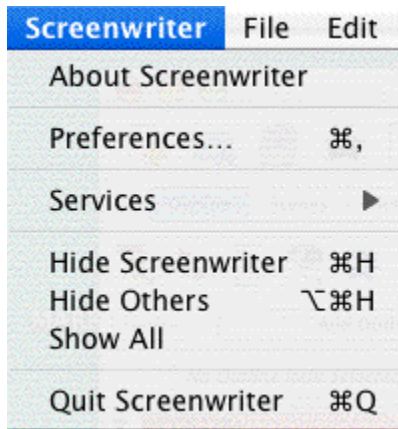 Screenwriter File Edit
About Screenwriter
Preferences... ⌘,
Services ▶
Hide Screenwriter ⌘H
Hide Others ⌥⌘H
Show All
Quit Screenwriter ⌘Q